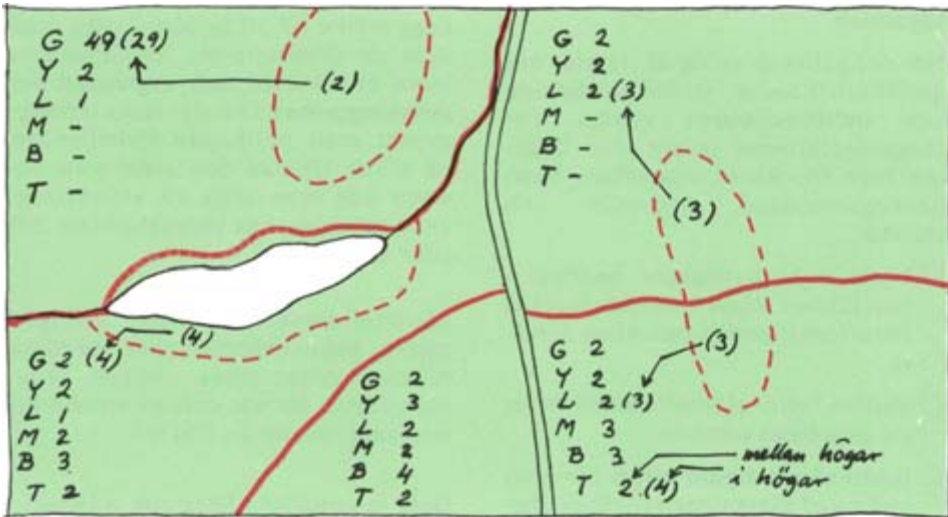 G 49(29)
Y 2
(2)
L 1
M -
B -
T -
G 2
Y 2
L 2 (3)
M -
B -
T -
(3)
G 2 (4)
(4)
Y 2
L 1
M 2
B 3
T 2
G 2
Y 3
L 2
M 2
B 4
T 2
G 2
(3)
Y 2
L 2 (3)
M 3
B 3
mellan högar
T 2 (4)
i högar